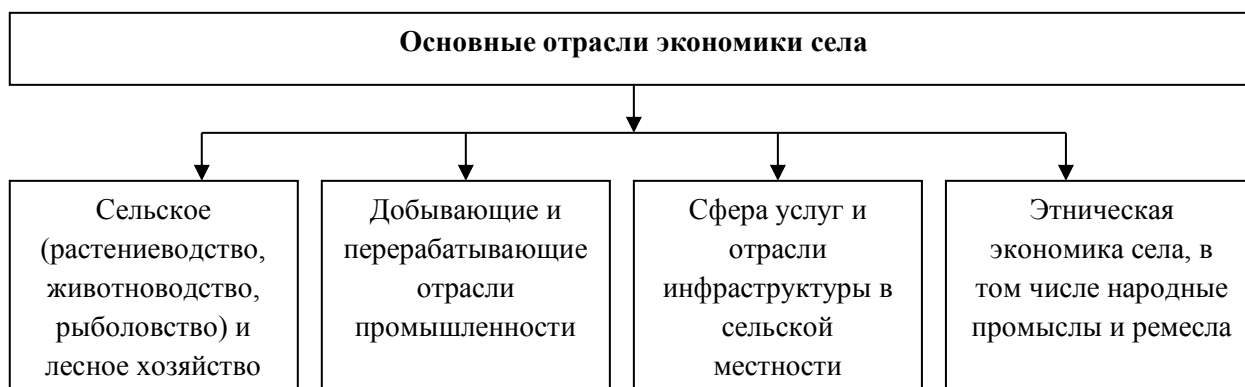 Основные отрасли экономики села
Сельское
(растениеводство,
животноводство,
рыболовство) и
лесное хозяйство
Добывающие и
перерабатывающие
отрасли
промышленности
Сфера услуг и
отрасли
инфраструктуры в
сельской
местности
Этническая
экономика села, в
том числе народные
промыслы и ремесла